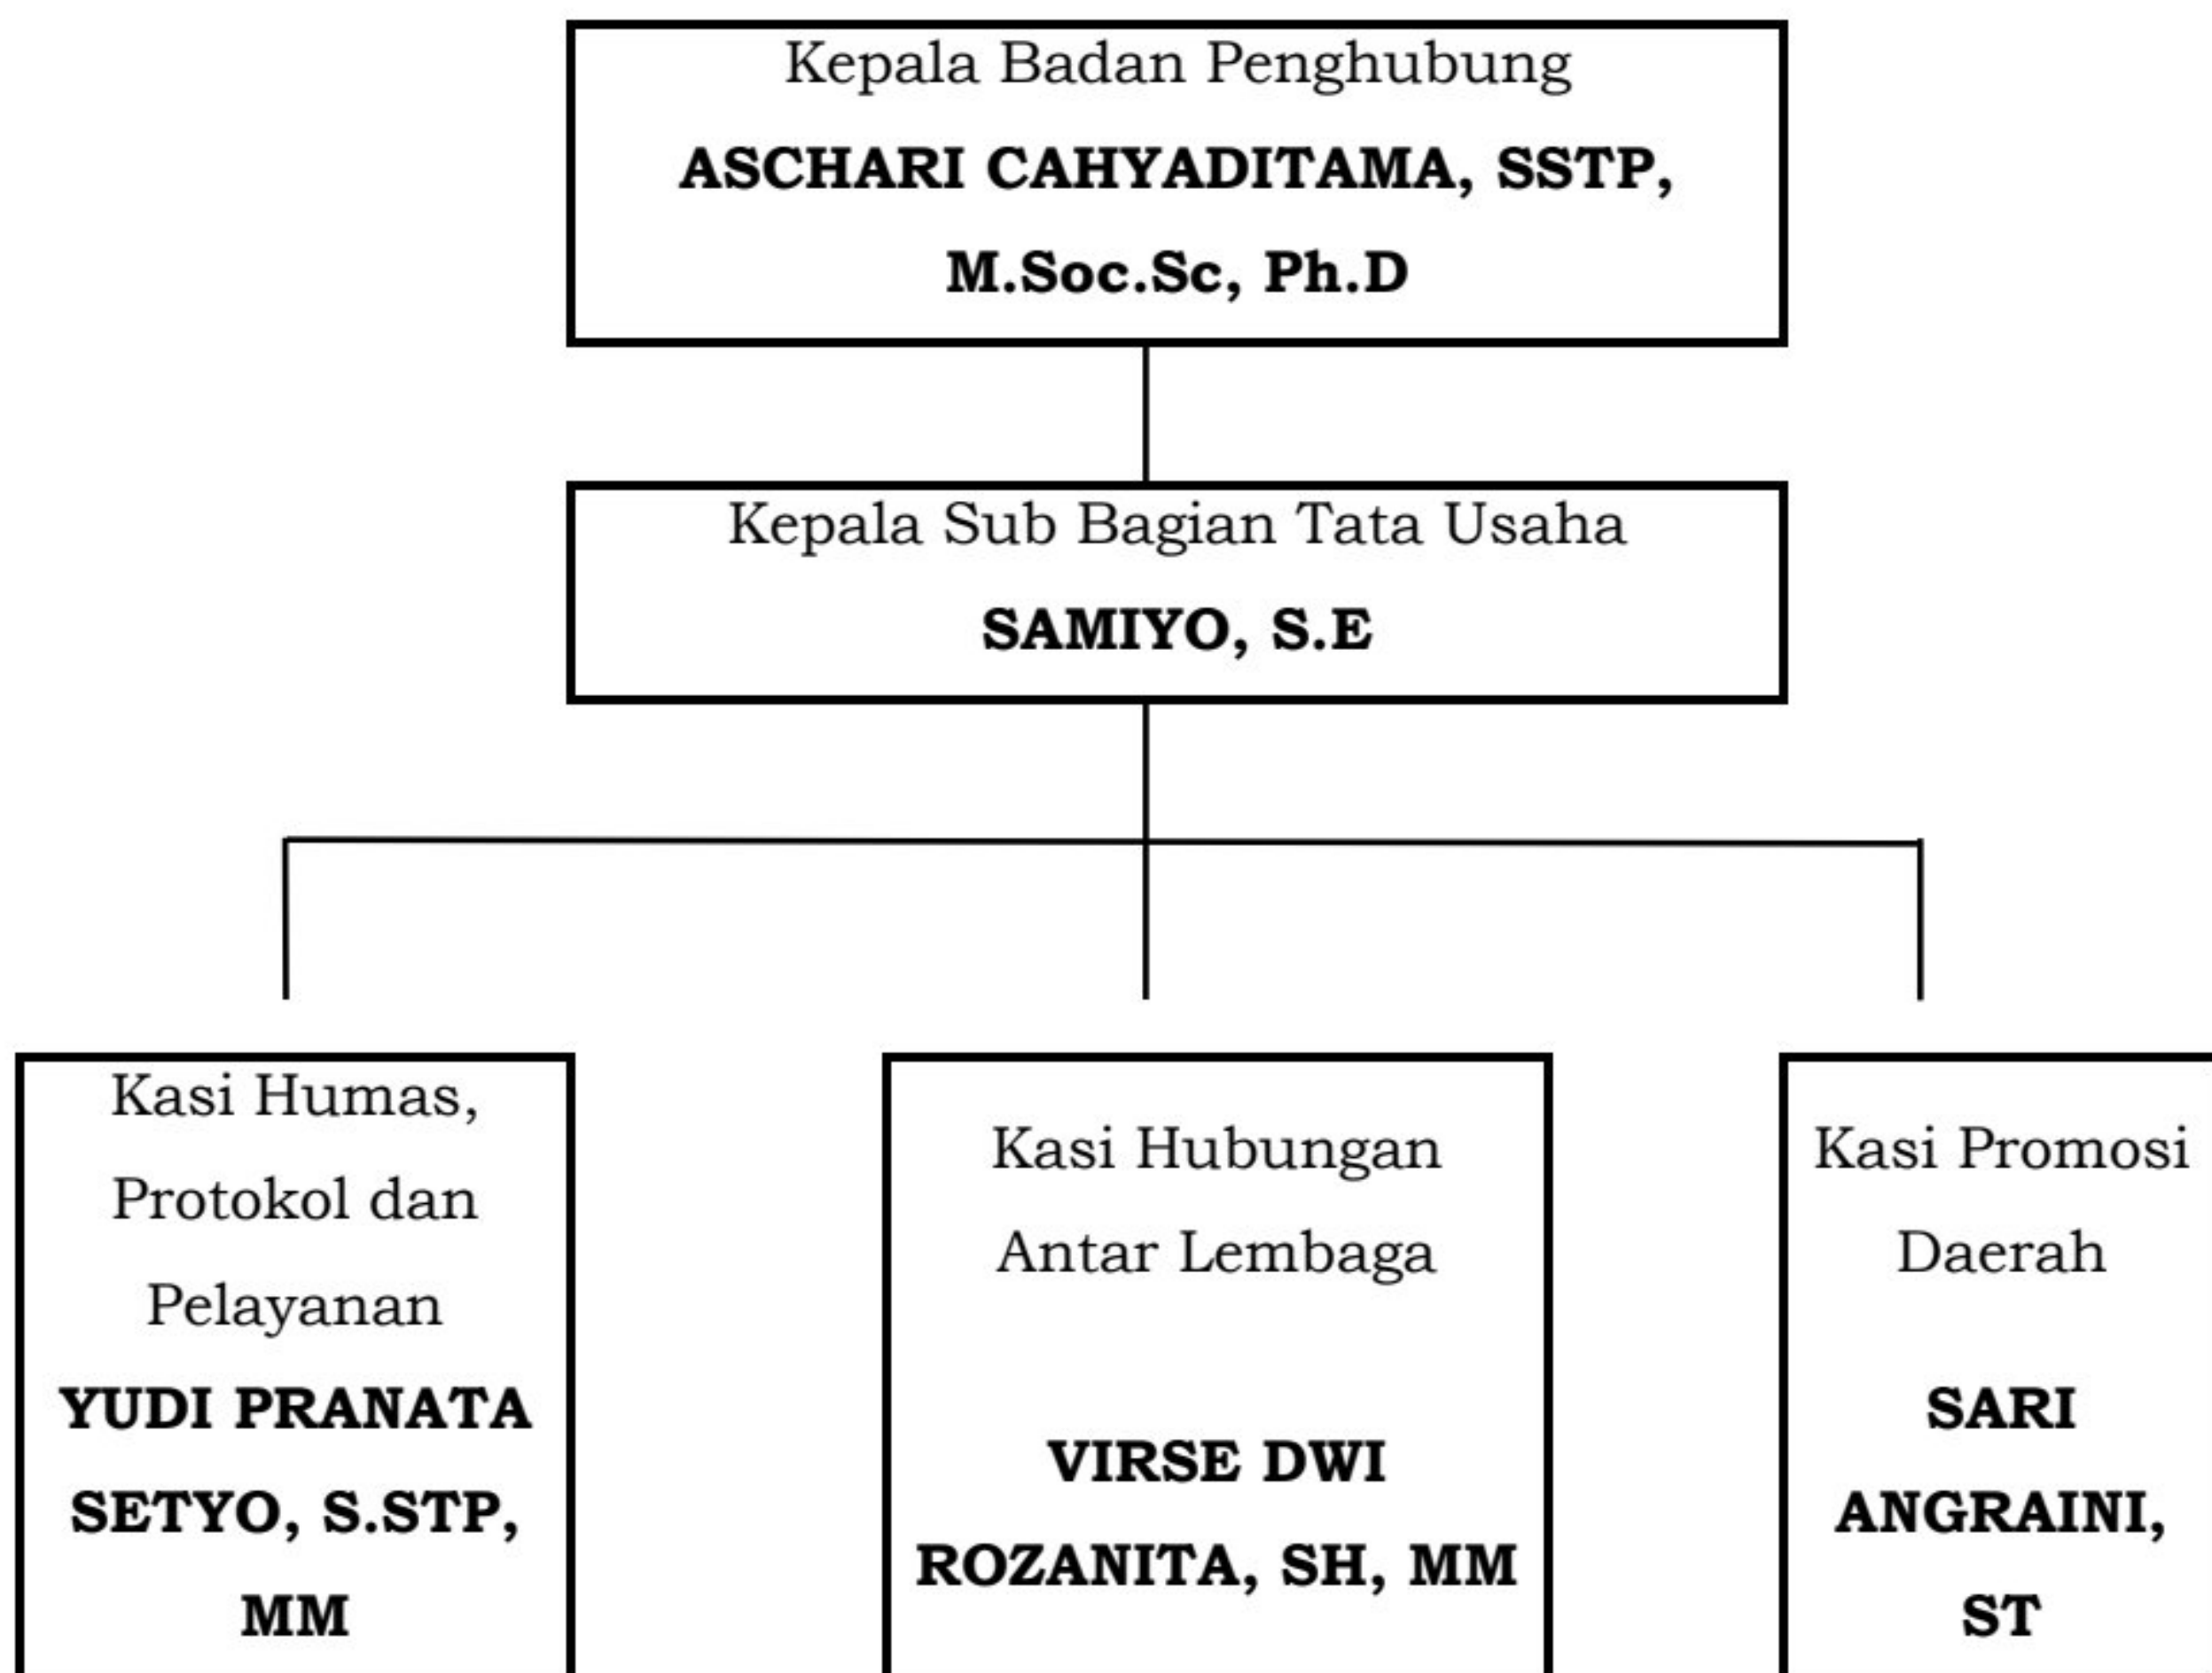 Kepala Badan Penghubung
ASCHARI CAHYADITAMA, SSTP,
M.Soc.Sc, Ph.D
Kepala Sub Bagian Tata Usaha
SAMIYO, S.E
Kasi Humas,
Protokol dan
Pelayanan
YUDI PRANATA
SETYO, S.STP,
MM
Kasi Hubungan
Antar Lembaga
VIRSE DWI
ROZANITA, SH, MM
Kasi Promosi
Daerah
SARI
ANGRAINI,
ST